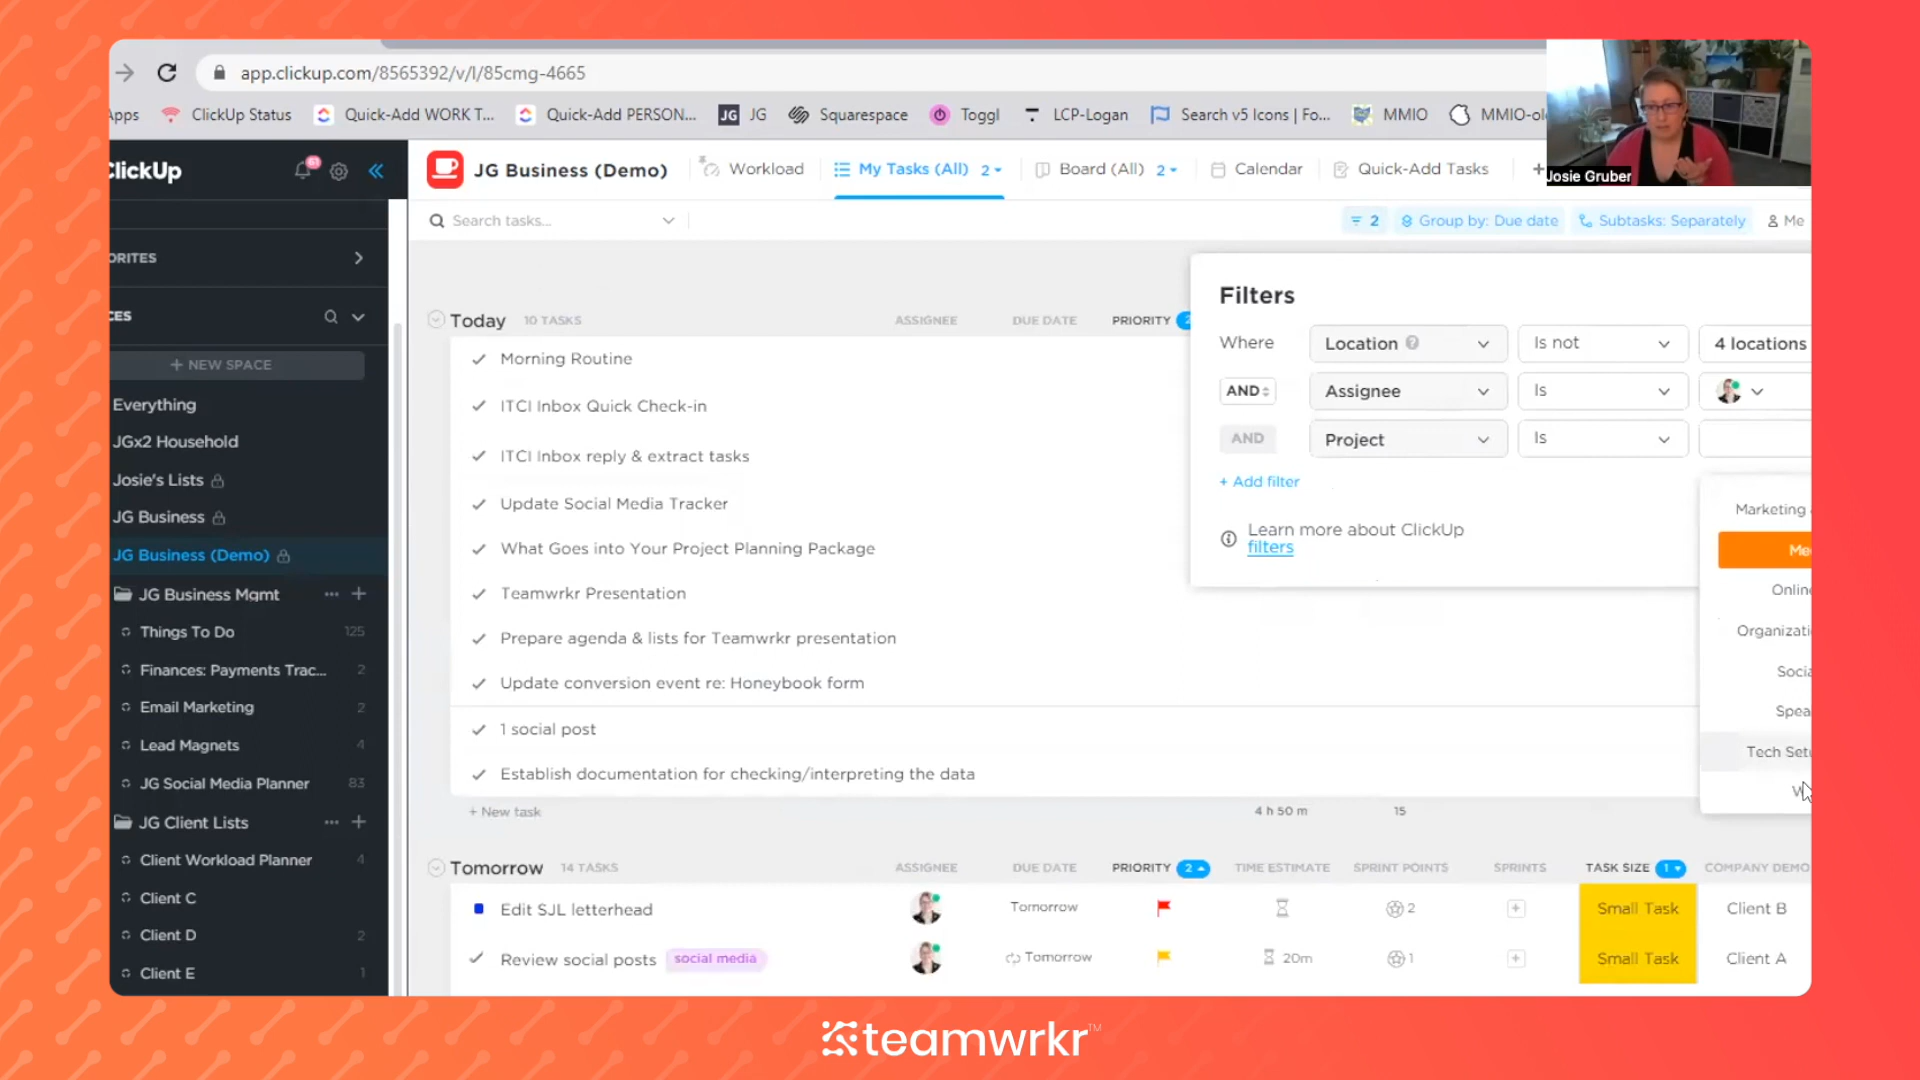 app.clickup.com/8565392/v/l/85cmg-4665
Apps
ClickUp Status
Quick-Add WORK T...
Quick-Add PERSON...
JG JG
Squarespace
Toggl
LCP-Logan
Search v5 Icons | Fo...
MMIO
MMIO-ol
Josie Gruber
ClickUp
61
JG Business (Demo)
Workload
My Tasks (All) 2
Board (All) 2
Calendar
Quick-Add Tasks
+
Search tasks...
2
Group by: Due date
Subtasks: Separately
Me
ORITES
CES
+ NEW SPACE
Everything
JGx2 Household
Josie's Lists
JG Business
JG Business (Demo)
JG Business Mgmt
Things To Do 125
Finances: Payments Trac... 2
Email Marketing 2
Lead Magnets 4
JG Social Media Planner 83
JG Client Lists
Client Workload Planner 4
Client C
Client D 2
Client E 1
Today 10 TASKS ASSIGNEE DUE DATE PRIORITY 2
Morning Routine
ITCI Inbox Quick Check-in
ITCI Inbox reply & extract tasks
Update Social Media Tracker
What Goes into Your Project Planning Package
Teamwrkr Presentation
Prepare agenda & lists for Teamwrkr presentation
Update conversion event re: Honeybook form
1 social post
Establish documentation for checking/interpreting the data
+ New task 4 h 50 m 15
Filters
Where Location Is not 4 locations
AND Assignee Is
AND Project Is
+ Add filter
Learn more about ClickUp
filters
Marketing
Me
Onlin
Organizati
Socia
Spea
Tech Setu
W
Tomorrow 14 TASKS ASSIGNEE DUE DATE PRIORITY 2 TIME ESTIMATE SPRINT POINTS SPRINTS TASK SIZE 1 COMPANY DEMO
Edit SJL letterhead Tomorrow 2 Small Task Client B
Review social posts social media Tomorrow 20m 1 Small Task Client A
teamwrkr™